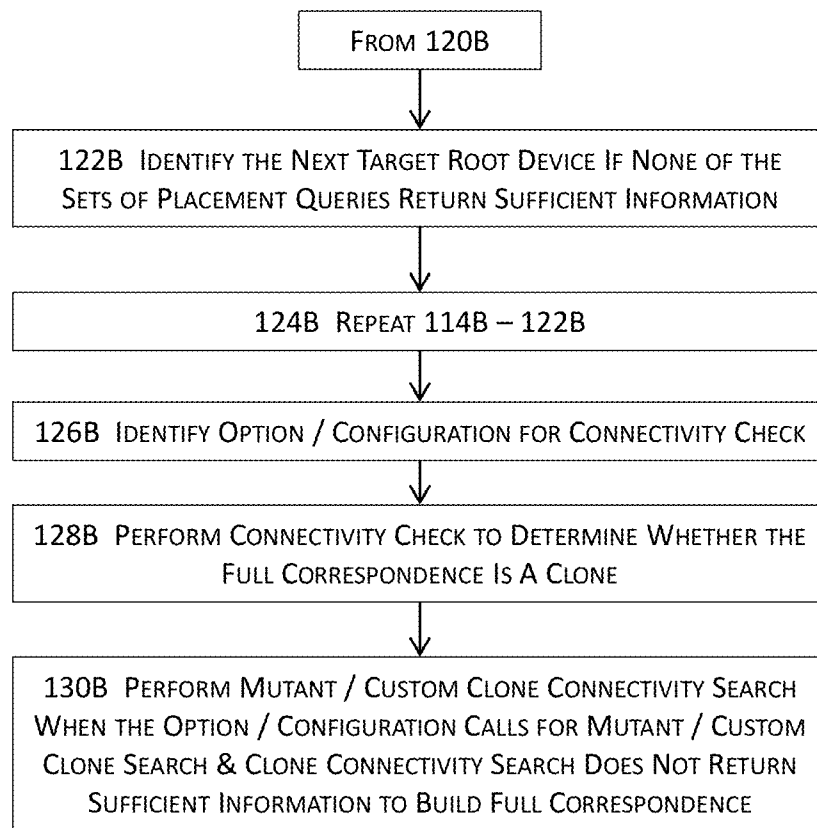 FROM 120B
122B IDENTIFY THE NEXT TARGET ROOT DEVICE IF NONE OF THE
SETS OF PLACEMENT QUERIES RETURN SUFFICIENT INFORMATION
124B REPEAT 114B – 122B
126B IDENTIFY OPTION / CONFIGURATION FOR CONNECTIVITY CHECK
128B PERFORM CONNECTIVITY CHECK TO DETERMINE WHETHER THE
FULL CORRESPONDENCE IS A CLONE
130B PERFORM MUTANT / CUSTOM CLONE CONNECTIVITY SEARCH
WHEN THE OPTION / CONFIGURATION CALLS FOR MUTANT / CUSTOM
CLONE SEARCH & CLONE CONNECTIVITY SEARCH DOES NOT RETURN
SUFFICIENT INFORMATION TO BUILD FULL CORRESPONDENCE